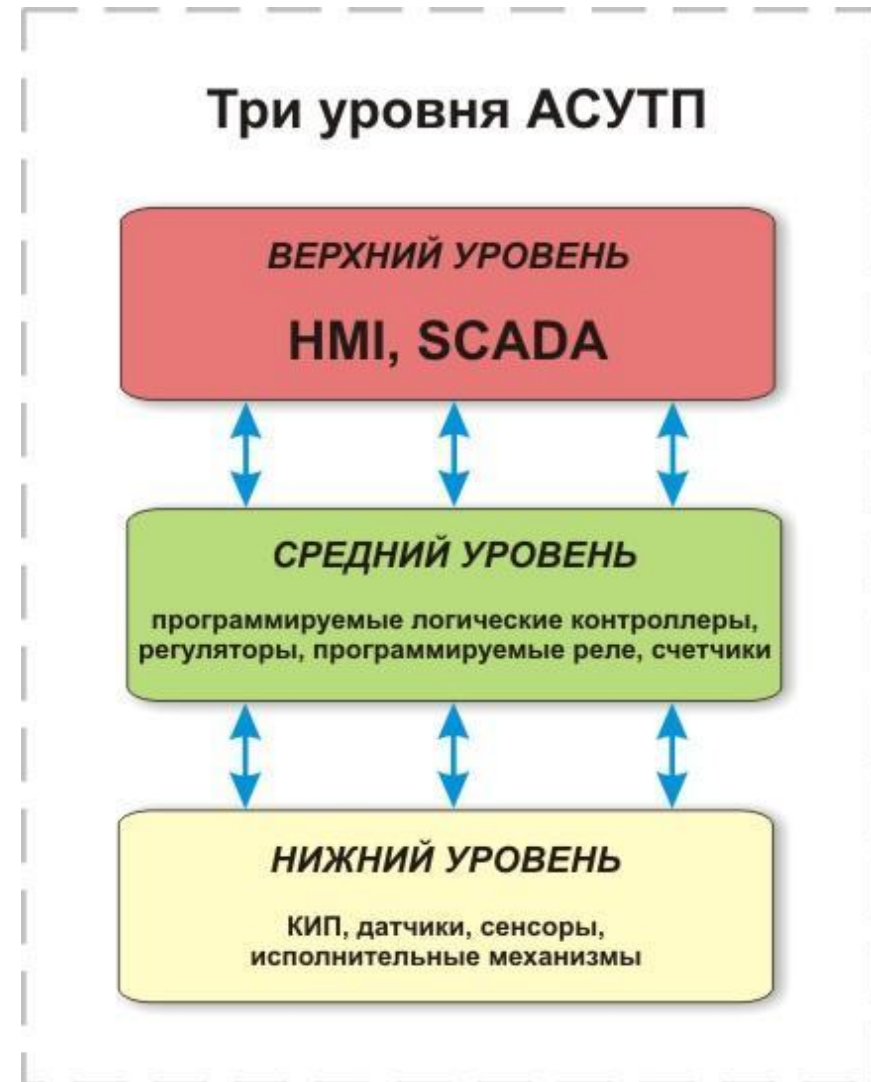 Три уровня АСУТП
ВЕРХНИЙ УРОВЕНЬ
HMI, SCADA
СРЕДНИЙ УРОВЕНЬ
программируемые логические контроллеры,
регуляторы, программируемые реле, счетчики
НИЖНИЙ УРОВЕНЬ
КИП, датчики, сенсоры,
исполнительные механизмы